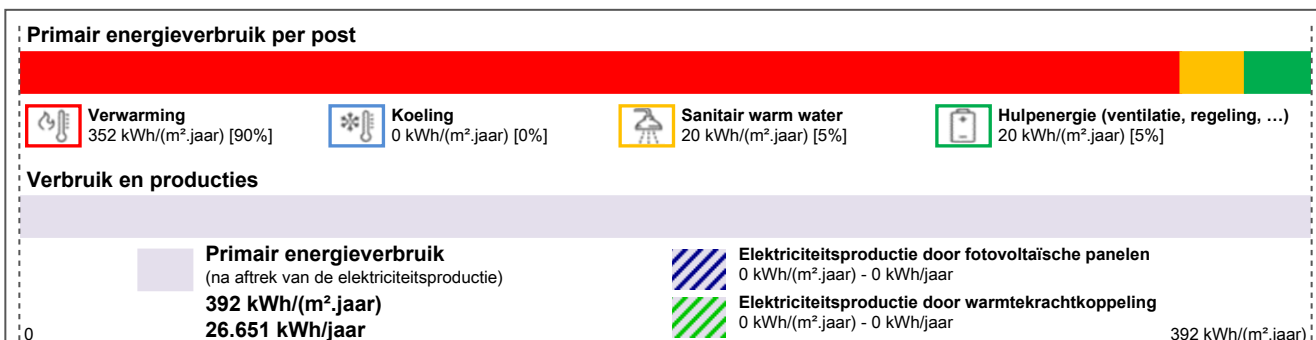 Primair energieverbruik per post
Verwarming
352 kWh/(m².jaar) [90%]
Koeling
0 kWh/(m².jaar) [0%]
Sanitair warm water
20 kWh/(m².jaar) [5%]
Hulpenergie (ventilatie, regeling, …)
20 kWh/(m².jaar) [5%]
Verbruik en producties
Primair energieverbruik
(na aftrek van de elektriciteitsproductie)
392 kWh/(m².jaar)
26.651 kWh/jaar
Elektriciteitsproductie door fotovoltaïsche panelen
0 kWh/(m².jaar) - 0 kWh/jaar
Elektriciteitsproductie door warmtekrachtkoppeling
0 kWh/(m².jaar) - 0 kWh/jaar
0
392 kWh/(m².jaar)